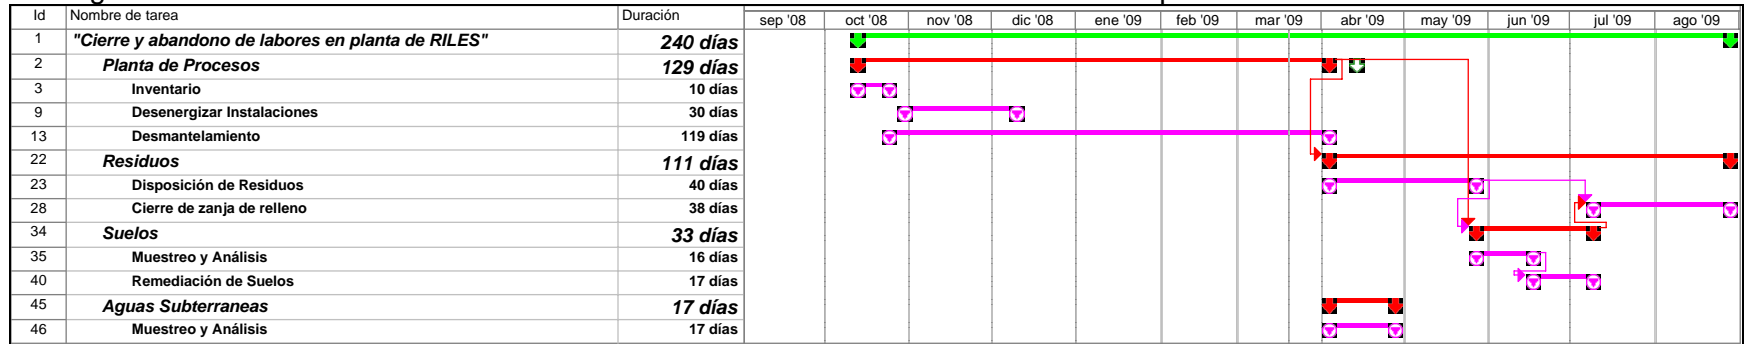 Id Nombre de tarea Duración sep '08 oct '08 nov '08 dic '08 ene '09 feb '09 mar '09 abr '09 may '09 jun '09 jul '09 ago '09
1 "Cierre y abandono de labores en planta de RILES" 240 días
2 Planta de Procesos 129 días
3 Inventario 10 días
9 Desenergizar Instalaciones 30 días
13 Desmantelamiento 119 días
22 Residuos 111 días
23 Disposición de Residuos 40 días
28 Cierre de zanja de relleno 38 días
34 Suelos 33 días
35 Muestreo y Análisis 16 días
40 Remediación de Suelos 17 días
45 Aguas Subterraneas 17 días
46 Muestreo y Análisis 17 días